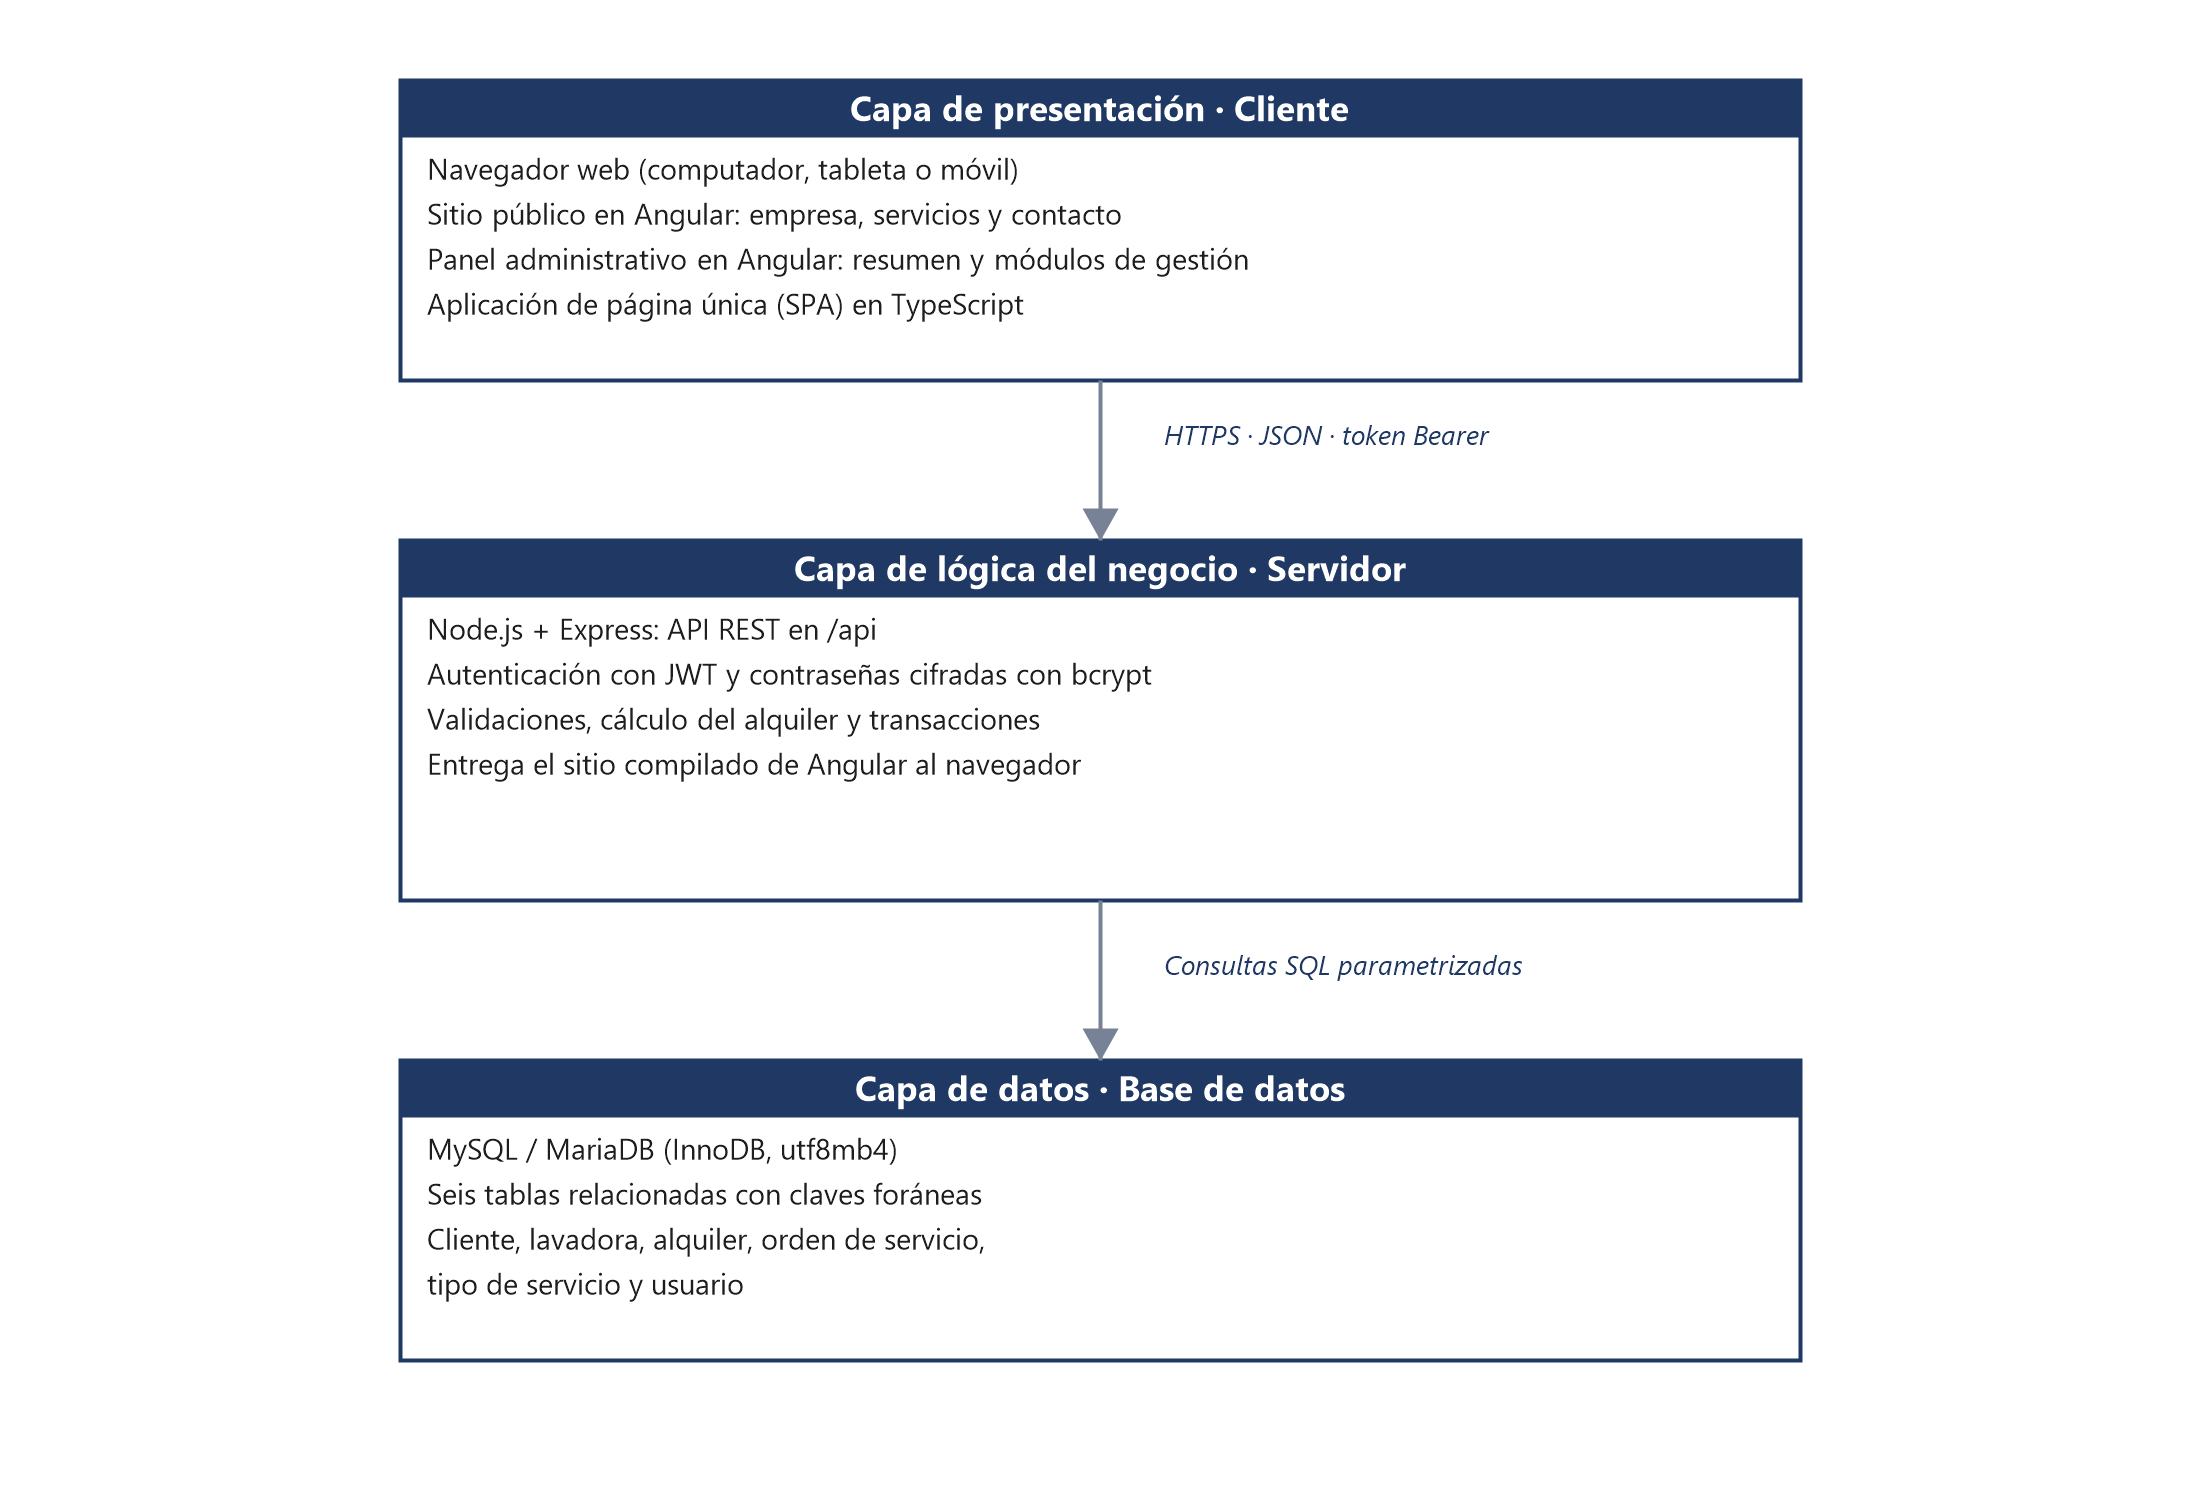 Capa de presentación · Cliente
Navegador web (computador, tableta o móvil)
Sitio público en Angular: empresa, servicios y contacto
Panel administrativo en Angular: resumen y módulos de gestión
Aplicación de página única (SPA) en TypeScript
HTTPS · JSON · token Bearer
Capa de lógica del negocio · Servidor
Node.js + Express: API REST en /api
Autenticación con JWT y contraseñas cifradas con bcrypt
Validaciones, cálculo del alquiler y transacciones
Entrega el sitio compilado de Angular al navegador
Consultas SQL parametrizadas
Capa de datos · Base de datos
MySQL / MariaDB (InnoDB, utf8mb4)
Seis tablas relacionadas con claves foráneas
Cliente, lavadora, alquiler, orden de servicio,
tipo de servicio y usuario